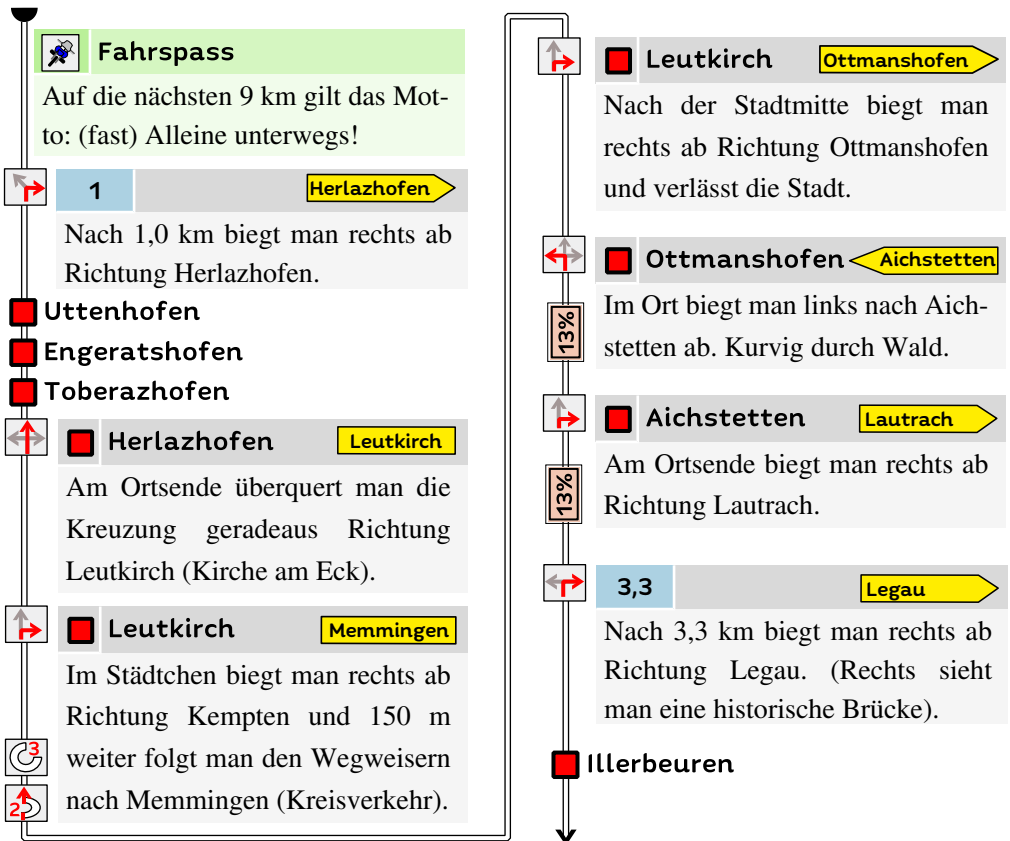 Fahrspass
Auf die nächsten 9 km gilt das Mot-
to: (fast) Alleine unterwegs!
1 Herlazhofen
Nach 1,0 km biegt man rechts ab
Richtung Herlazhofen.
Uttenhofen
Engeratshofen
Toberazhofen
Herlazhofen Leutkirch
Am Ortsende überquert man die
Kreuzung geradeaus Richtung
Leutkirch (Kirche am Eck).
Leutkirch Memmingen
Im Städtchen biegt man rechts ab
Richtung Kempten und 150 m
weiter folgt man den Wegweisern
nach Memmingen (Kreisverkehr).
3
2
Leutkirch Ottmanshofen
Nach der Stadtmitte biegt man
rechts ab Richtung Ottmanshofen
und verlässt die Stadt.
Ottmanshofen Aichstetten
Im Ort biegt man links nach Aich-
stetten ab. Kurvig durch Wald.
13%
Aichstetten Lautrach
Am Ortsende biegt man rechts ab
Richtung Lautrach.
13%
3,3 Legau
Nach 3,3 km biegt man rechts ab
Richtung Legau. (Rechts sieht
man eine historische Brücke).
Illerbeuren